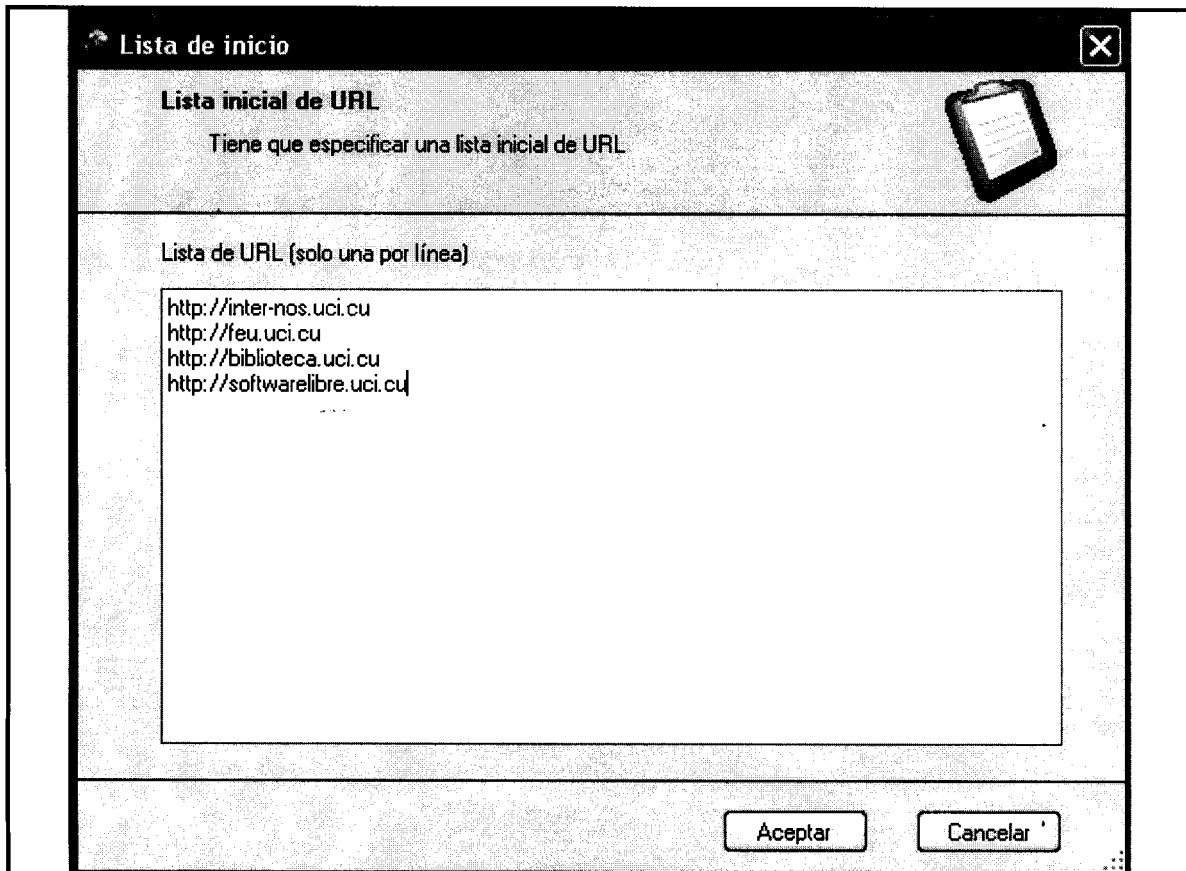 Lista de inicio
Lista inicial de URL
Tiene que especificar una lista inicial de URL
Lista de URL (solo una por línea)
http://inter-nos.uci.cu
http://feu.uci.cu
http://biblioteca.uci.cu
http://softwarelibre.uci.cu
Aceptar Cancelar